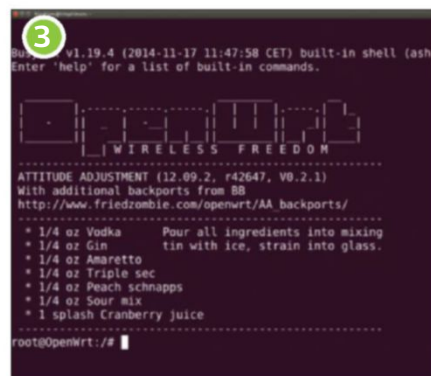 3
v1.19.4 (2014-11-17 11:47:58 CET) built-in shell (ash
Enter 'help' for a list of built-in commands.
OpenWrt
WIRELESS FREEDOM
ATTITUDE ADJUSTMENT (12.09.2, r42647, V0.2.1)
With additional backports from BB
http://www.friedzombie.com/openwrt/AA_backports/
* 1/4 oz Vodka Pour all ingredients into mixing
* 1/4 oz Gin tin with ice, strain into glass.
* 1/4 oz Amaretto
* 1/4 oz Triple sec
* 1/4 oz Peach schnapps
* 1/4 oz Sour mix
* 1 splash Cranberry juice
root@OpenWrt:/#